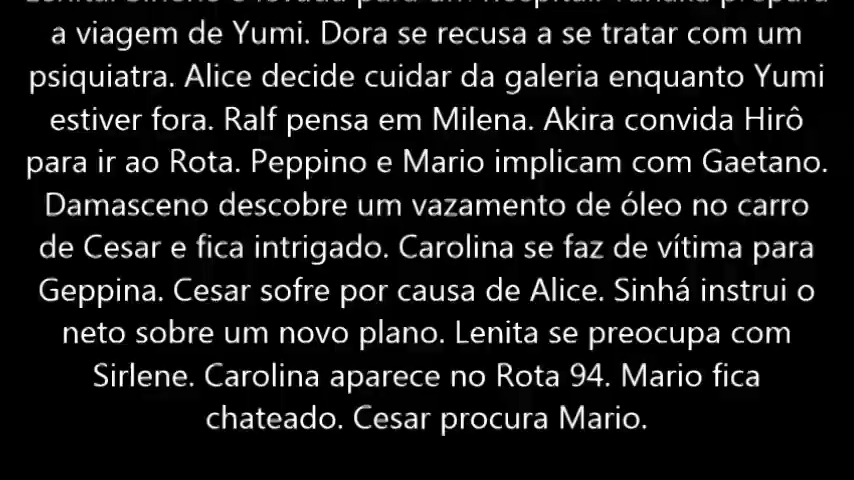 a viagem de Yumi. Dora se recusa a se tratar com um
psiquiatra. Alice decide cuidar da galeria enquanto Yumi
estiver fora. Ralf pensa em Milena. Akira convida Hirô
para ir ao Rota. Peppino e Mario implicam com Gaetano.
Damasceno descobre um vazamento de óleo no carro
de Cesar e fica intrigado. Carolina se faz de vítima para
Geppina. Cesar sofre por causa de Alice. Sinhá instrui o
neto sobre um novo plano. Lenita se preocupa com
Sirlene. Carolina aparece no Rota 94. Mario fica
chateado. Cesar procura Mario.